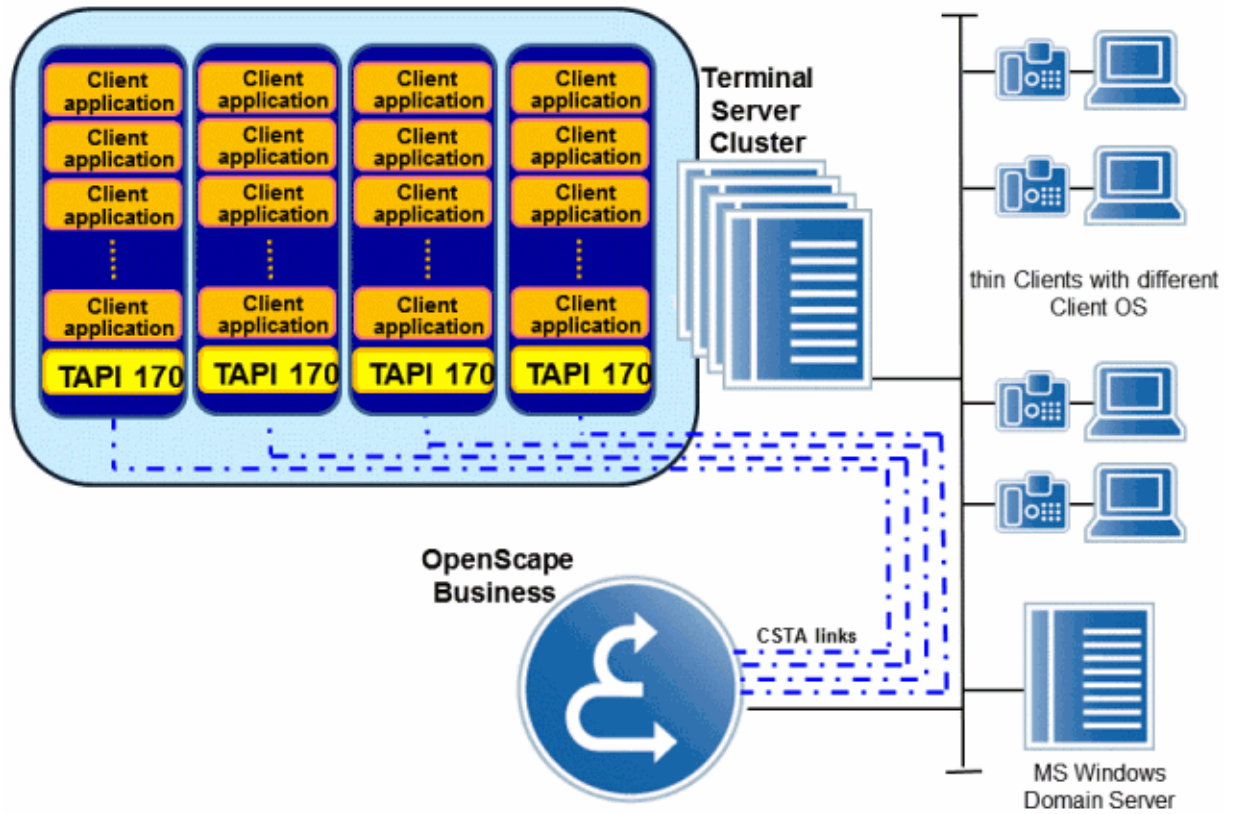 Client
application
Client
application
Client
application
Client
application
TAPI 170
Client
application
Client
application
Client
application
Client
application
TAPI 170
Client
application
Client
application
Client
application
Client
application
TAPI 170
Client
application
Client
application
Client
application
Client
application
TAPI 170
Terminal
Server
Cluster
thin Clients with different
Client OS
OpenScape
Business
CSTA links
MS Windows
Domain Server